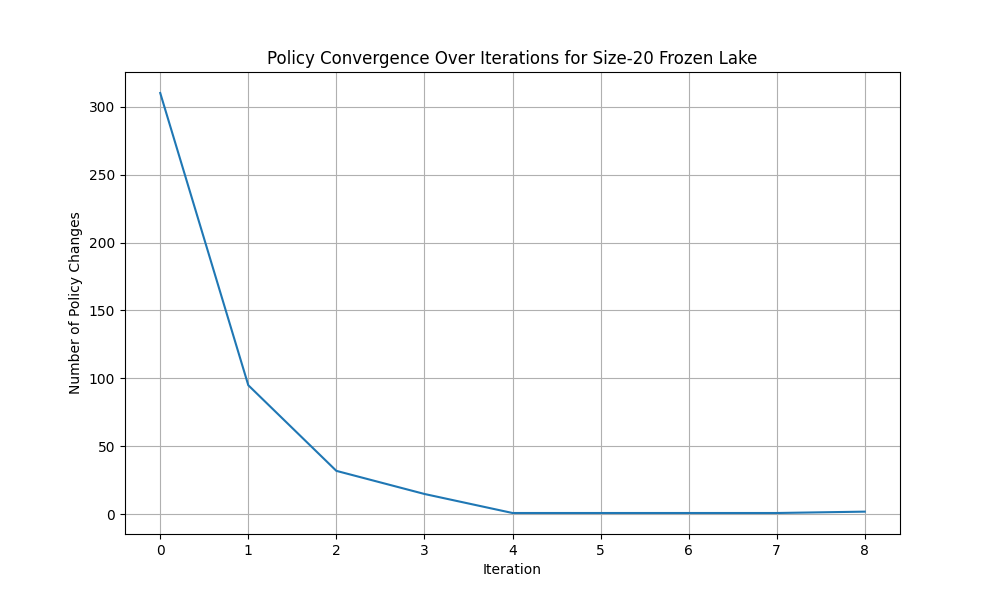 Policy Convergence Over Iterations for Size-20 Frozen Lake
Number of Policy Changes
300
250
200
150
100
50
0
0 1 2 3 4 5 6 7 8
Iteration